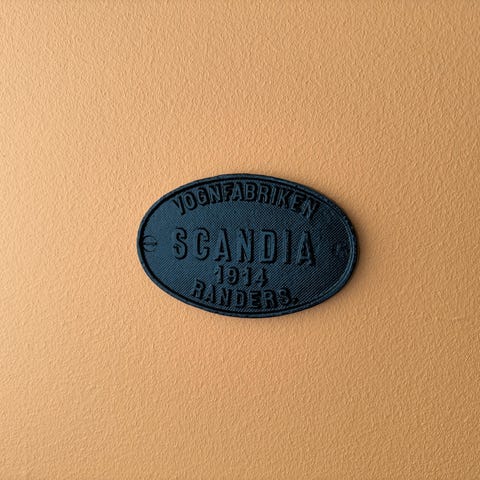 VOGNFABRIKEN
SCANDIA
1914
RANDERS.